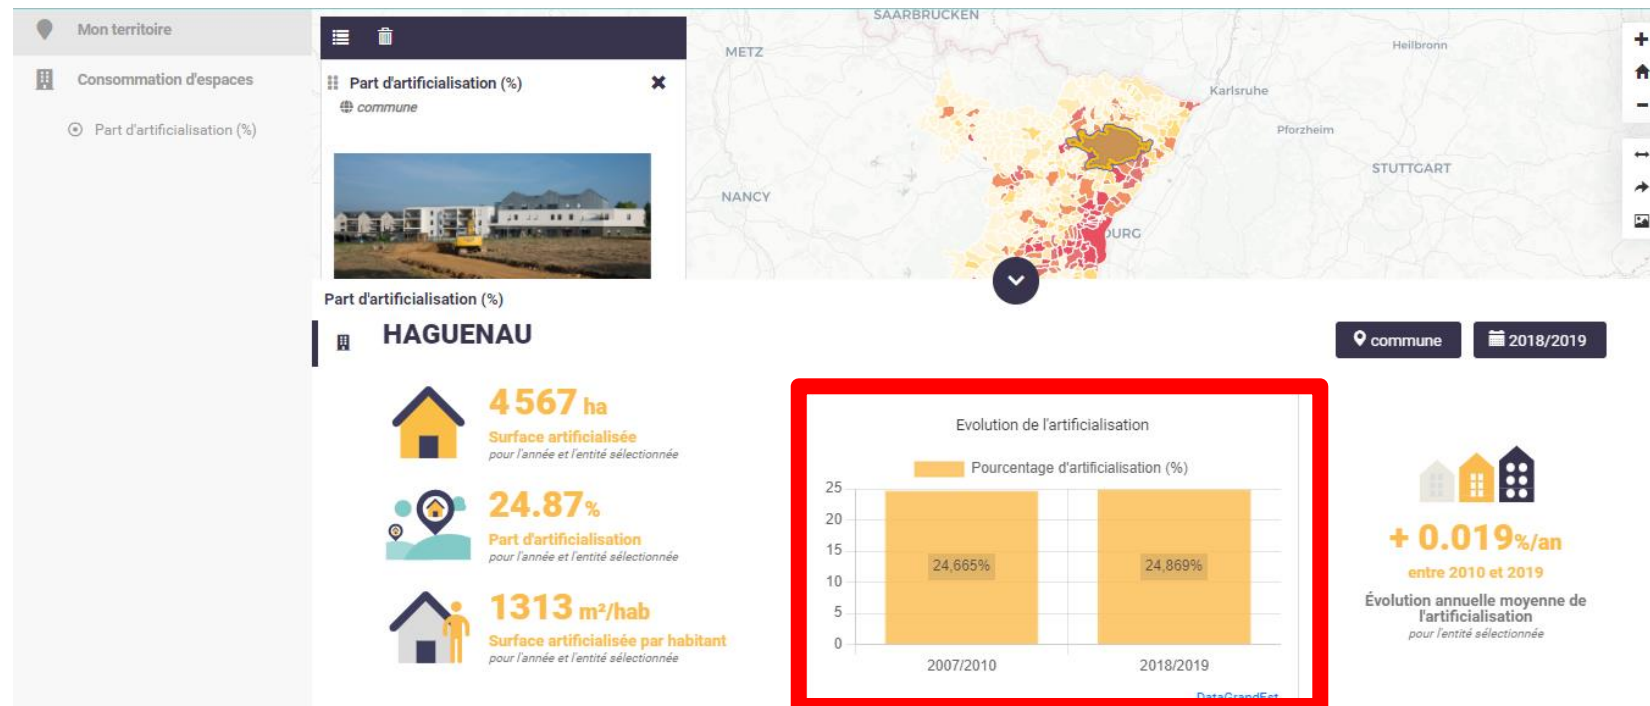 Mon territoire
Consommation d'espaces
Part d'artificialisation (%)
Part d'artificialisation (%)
commune
SAARBRÜCKEN
METZ
Heilbronn
Karlsruhe
Pforzheim
STUTTGART
NANCY
OURG
Part d'artificialisation (%)
HAGUENAU
commune
2018/2019
4 567 ha
Surface artificialisée
pour l'année et l'entité sélectionnée
24.87%
Part d'artificialisation
pour l'année et l'entité sélectionnée
1313 m²/hab
Surface artificialisée par habitant
pour l'année et l'entité sélectionnée
Evolution de l'artificialisation
Pourcentage d'artificialisation (%)
25
20
15
10
5
0
24,665%
24,869%
2007/2010
2018/2019
DataGrandEst
+ 0.019%/an
entre 2010 et 2019
Évolution annuelle moyenne de
l'artificialisation
pour l'entité sélectionnée